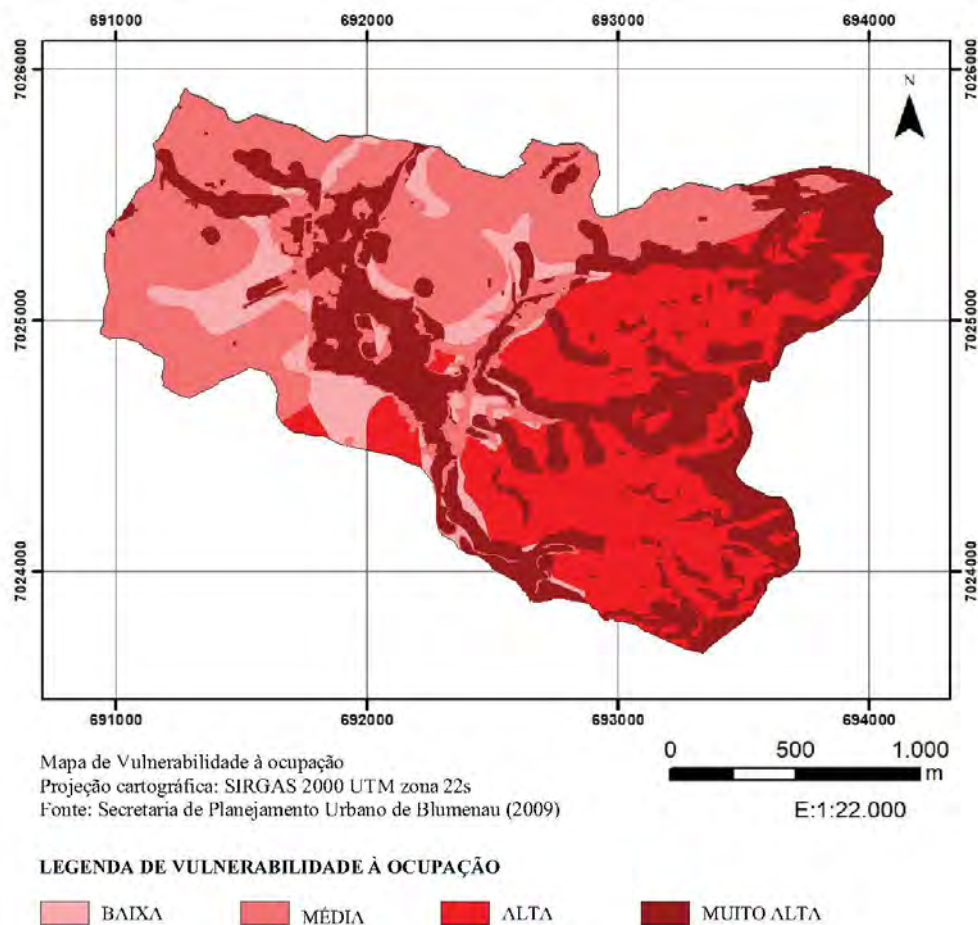 691000 692000 693000 694000
7026000 7026000
N
7025000 7025000
7024000 7024000
691000 692000 693000 694000
Mapa de Vulnerabilidade à ocupação
Projeção cartográfica: SIRGAS 2000 UTM zona 22s
Fonte: Secretaria de Planejamento Urbano de Blumenau (2009)
0 500 1.000
m
E:1:22.000
LEGENDA DE VULNERABILIDADE À OCUPAÇÃO
BAIXA MÉDIA ALTA MUITO ALTA